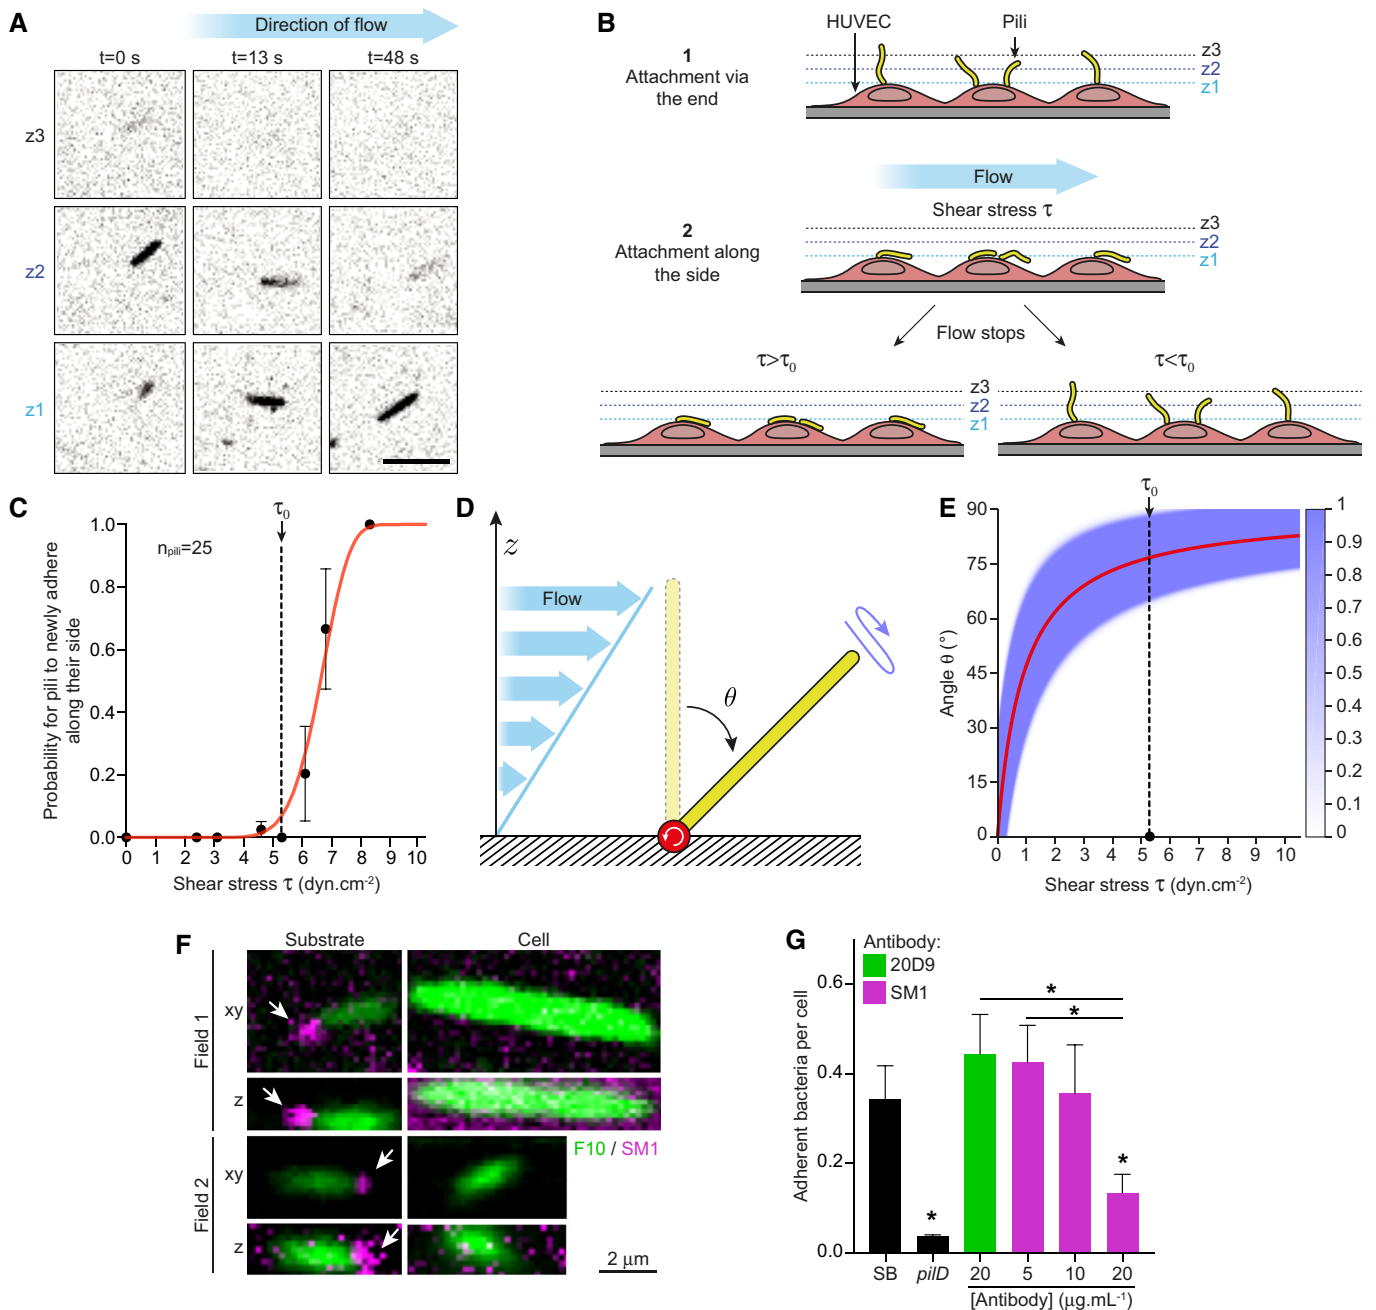 A
Direction of flow
t=0 s t=13 s t=48 s
z3
z2
z1
B
HUVEC Pili
1
Attachment via
the end
z3
z2
z1
Flow
Shear stress τ
2
Attachment along
the side
z3
z2
z1
Flow stops
τ>τ0 τ<τ0
z3
z2
z1
C
τ0
npili=25
Probability for pili to newly adhere
along their side
1.0
0.8
0.6
0.4
0.2
0.0
0 1 2 3 4 5 6 7 8 9 10
Shear stress τ (dyn.cm-2)
D
z
Flow
θ
E
τ0
Angle θ (°)
90
75
60
45
30
15
0
0 1 2 3 4 5 6 7 8 9 10
Shear stress τ (dyn.cm-2)
1
0.9
0.8
0.7
0.6
0.5
0.4
0.3
0.2
0.1
0
F
Substrate Cell
Field 1
xy
z
Field 2
xy
z
F10 / SM1
2 μm
G
Antibody:
20D9
SM1
Adherent bacteria per cell
0.6
0.4
0.2
0.0
*
*
*
*
SB pilD 20 5 10 20
[Antibody] (μg.mL-1)